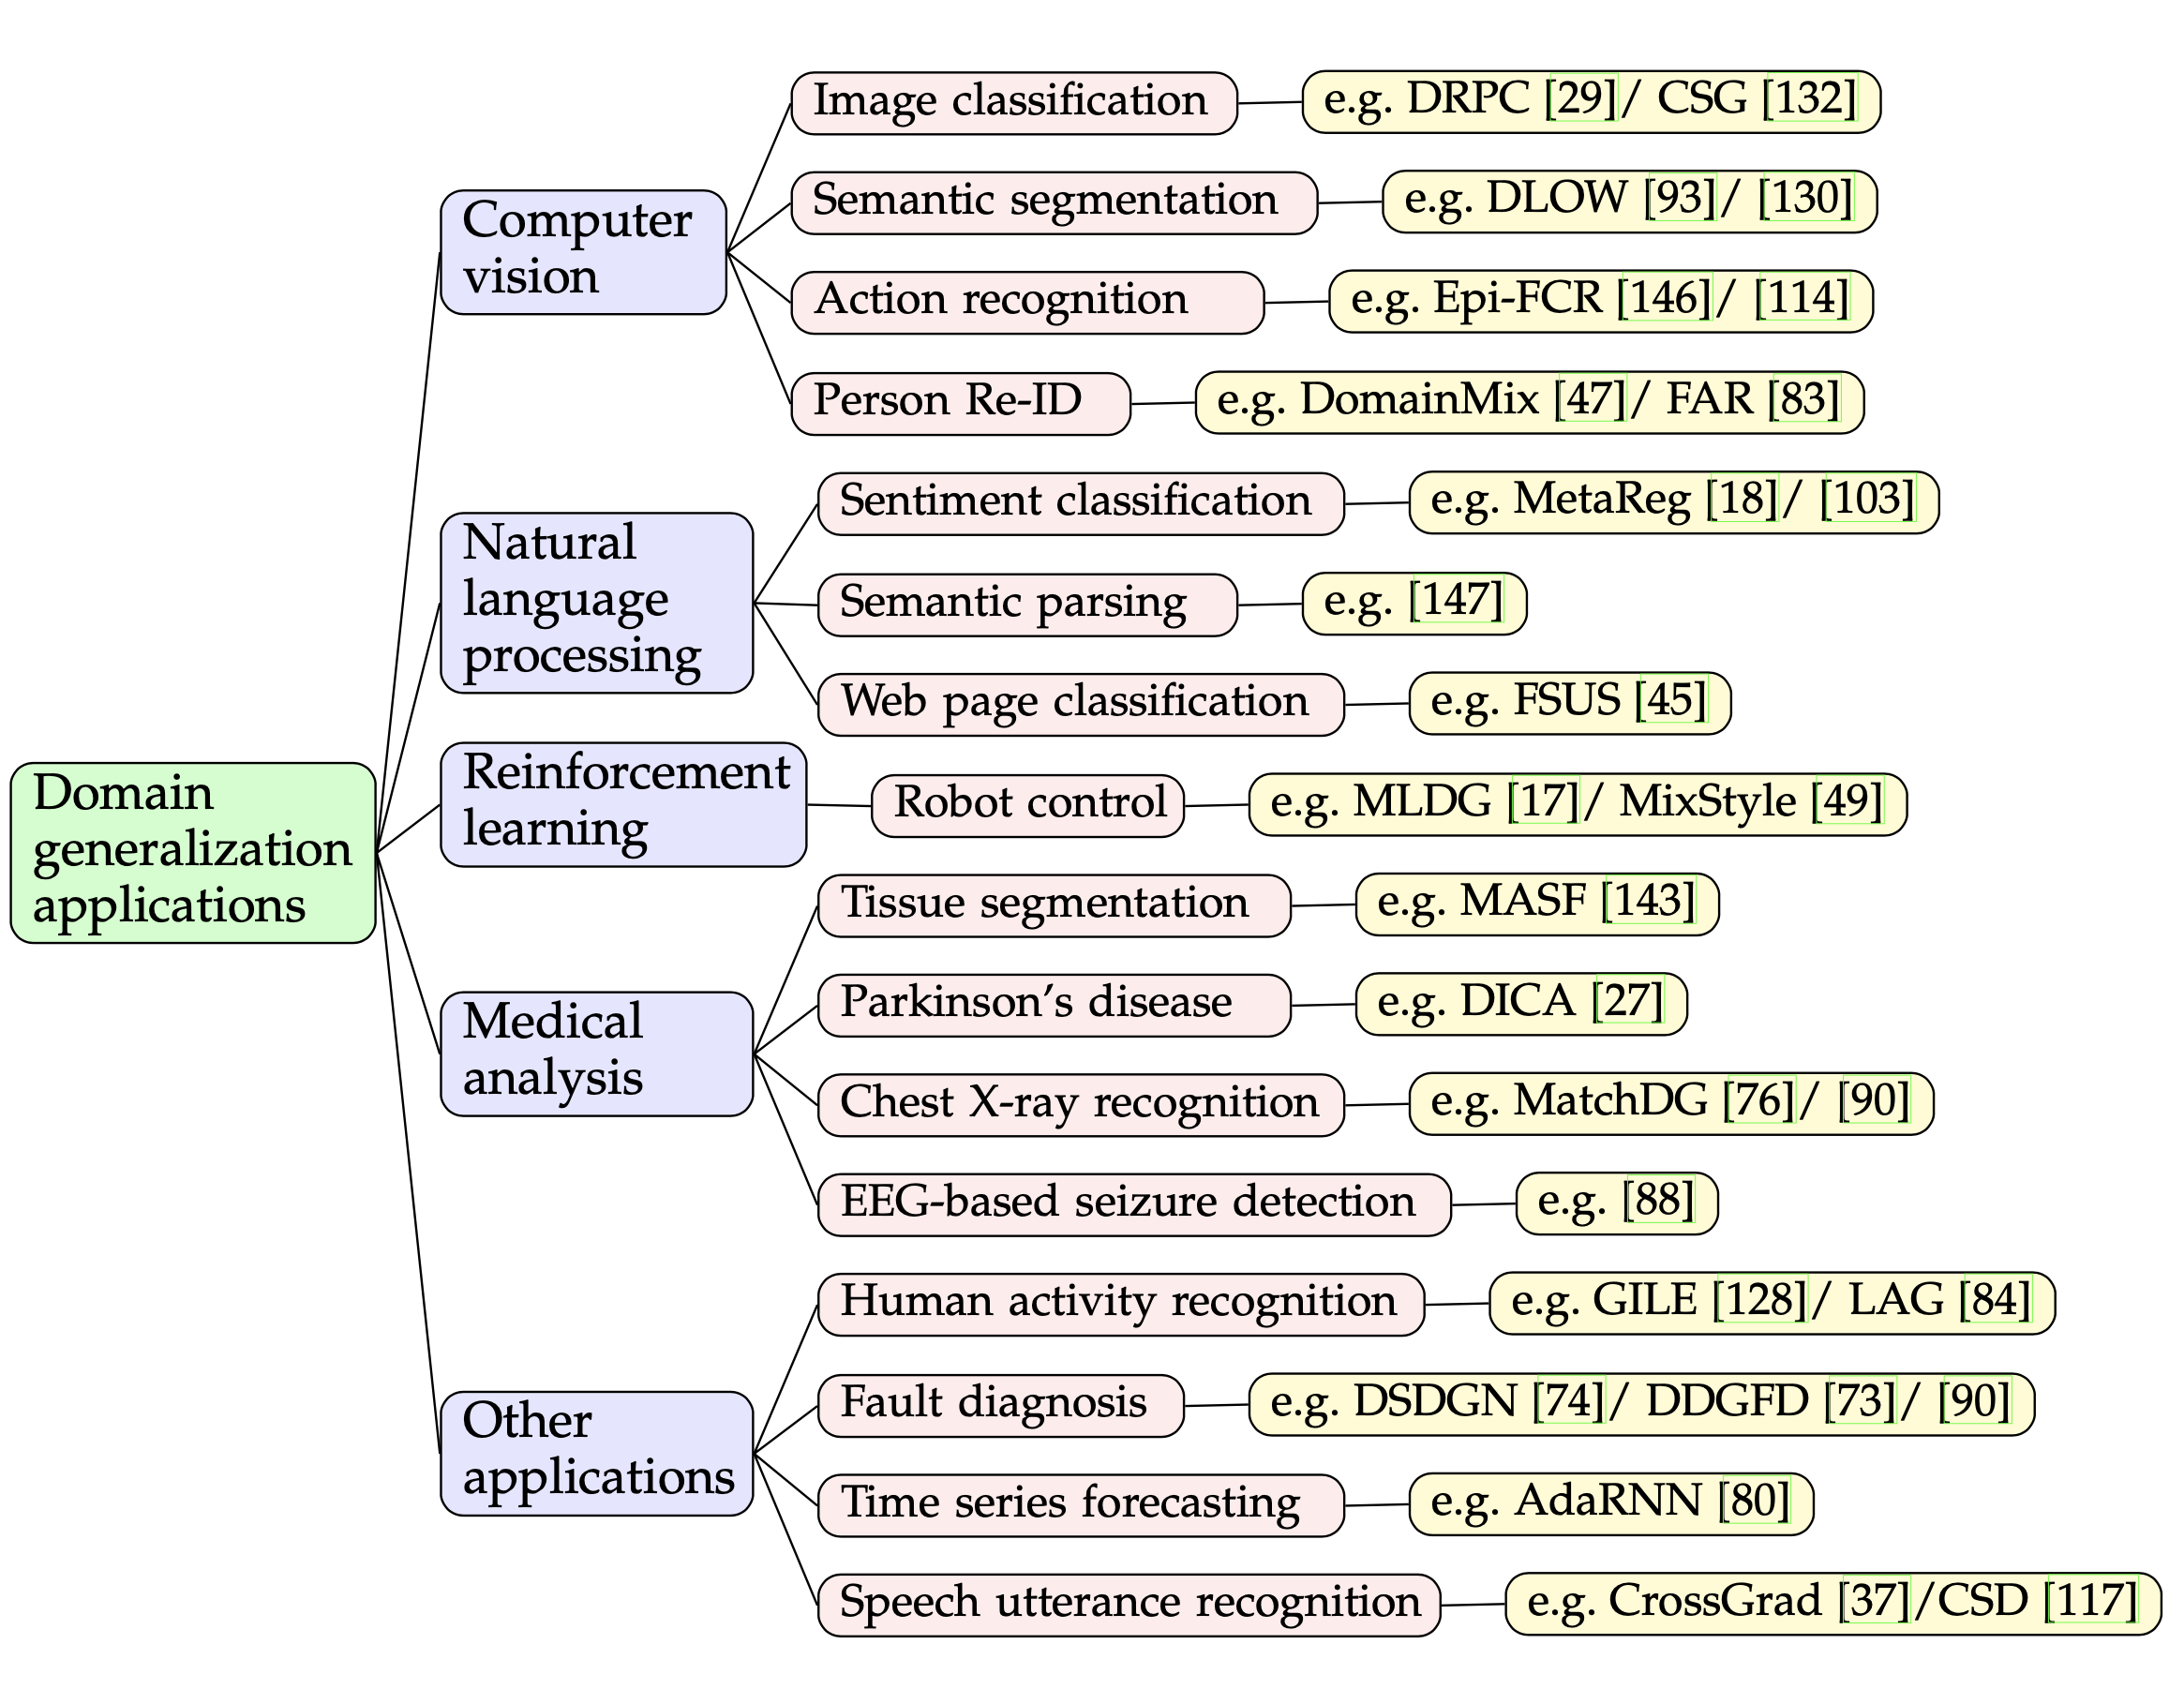 Domain
generalization
applications
Computer
vision
Image classification
e.g. DRPC [29]/ CSG [132]
Semantic segmentation
e.g. DLOW [93]/ [130]
Action recognition
e.g. Epi-FCR [146]/ [114]
Person Re-ID
e.g. DomainMix [47]/ FAR [83]
Natural
language
processing
Sentiment classification
e.g. MetaReg [18]/ [103]
Semantic parsing
e.g. [147]
Web page classification
e.g. FSUS [45]
Reinforcement
learning
Robot control
e.g. MLDG [17]/ MixStyle [49]
Medical
analysis
Tissue segmentation
e.g. MASF [143]
Parkinson's disease
e.g. DICA [27]
Chest X-ray recognition
e.g. MatchDG [76]/ [90]
EEG-based seizure detection
e.g. [88]
Other
applications
Human activity recognition
e.g. GILE [128]/ LAG [84]
Fault diagnosis
e.g. DSDGN [74]/ DDGFD [73]/ [90]
Time series forecasting
e.g. AdaRNN [80]
Speech utterance recognition
e.g. CrossGrad [37]/CSD [117]